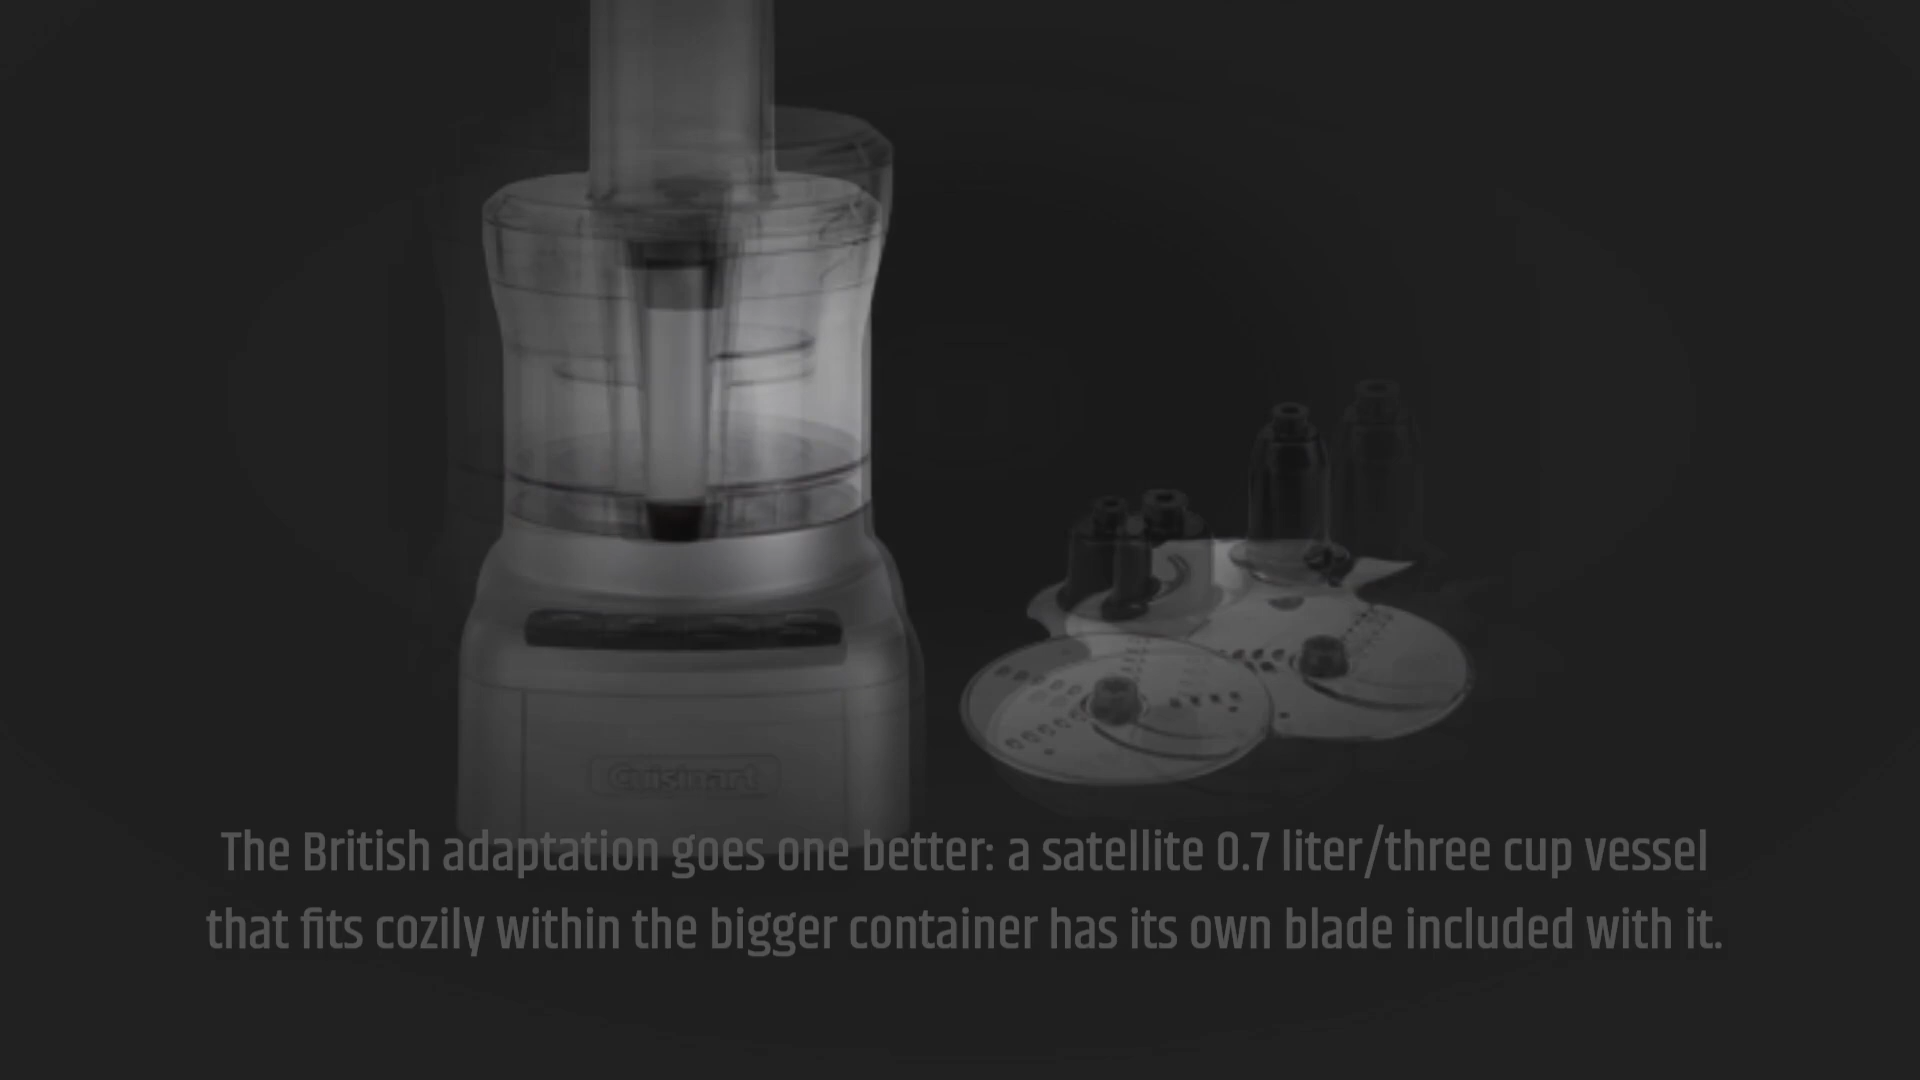 Cuisinart
The British adaptation goes one better: a satellite 0.7 liter/three cup vessel
that fits cozily within the bigger container has its own blade included with it.